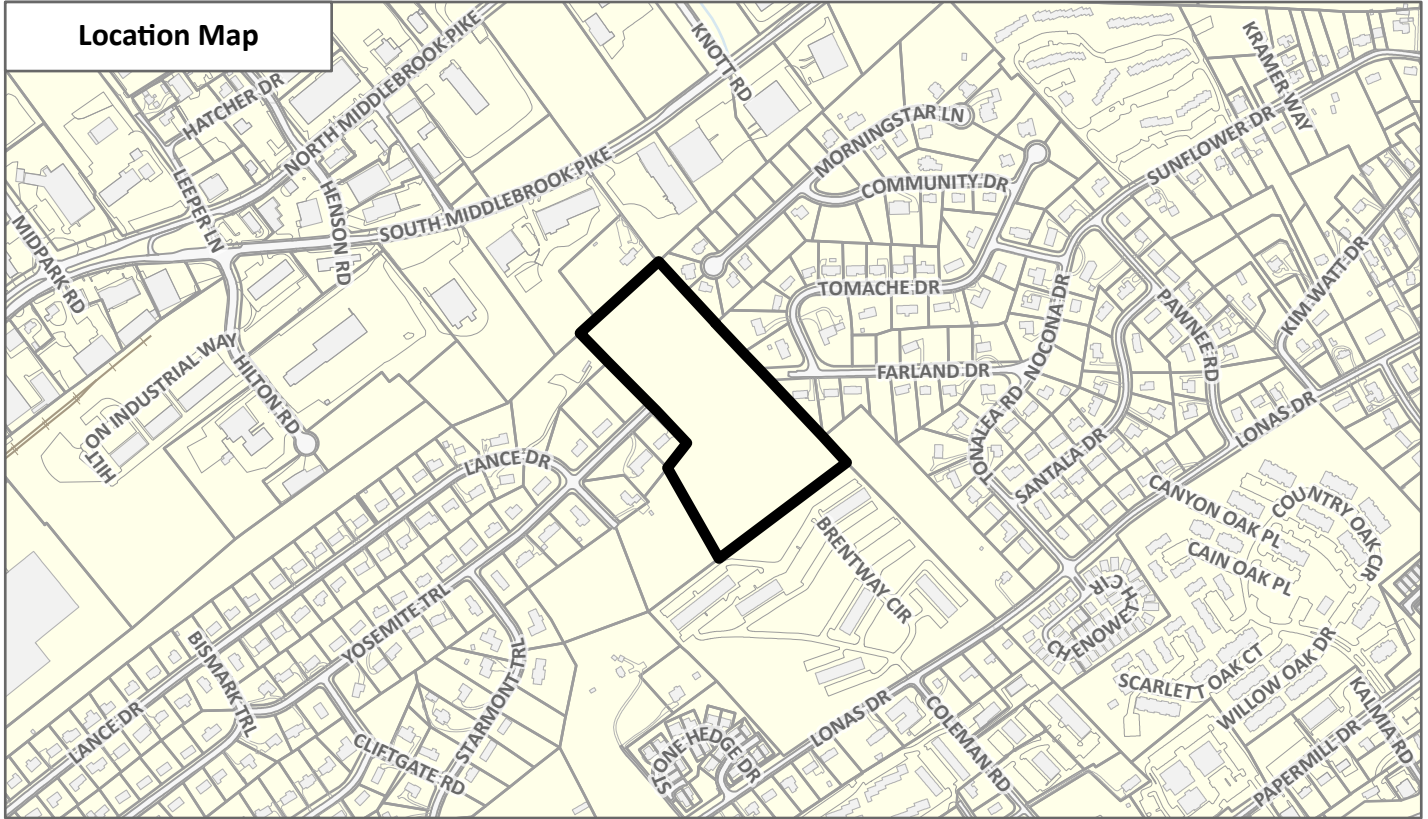 Location Map
KNOTT RD
KRAMER WAY
HATCHER DR
NORTH MIDDLEBROOK PIKE
MORNINGSTAR LN
SUNFLOWER DR
LEEPER LN
HENSON RD
SOUTH MIDDLEBROOK PIKE
COMMUNITY DR
MIDPARK RD
TOMACHE DR
NOCONA DR
PAWNEE RD
KIM WATT DR
HILTON INDUSTRIAL WAY
HILTON RD
FARLAND DR
TONALEA RD
SANTALA DR
LONAS DR
LANCE DR
CANYON OAK PL
COUNTRY OAK CIR
CAIN OAK PL
BRENTWAY CIR
CHENOWETH CIR
YOSEMITE TRL
BISMARK TRL
STARMONT TRL
SCARLETT OAK CT
WILLOW OAK DR
LANCE DR
CLIFTGATE RD
STONE HEDGE DR
LONAS DR
COLEMAN RD
KALMIA RD
PAPERMILL DR